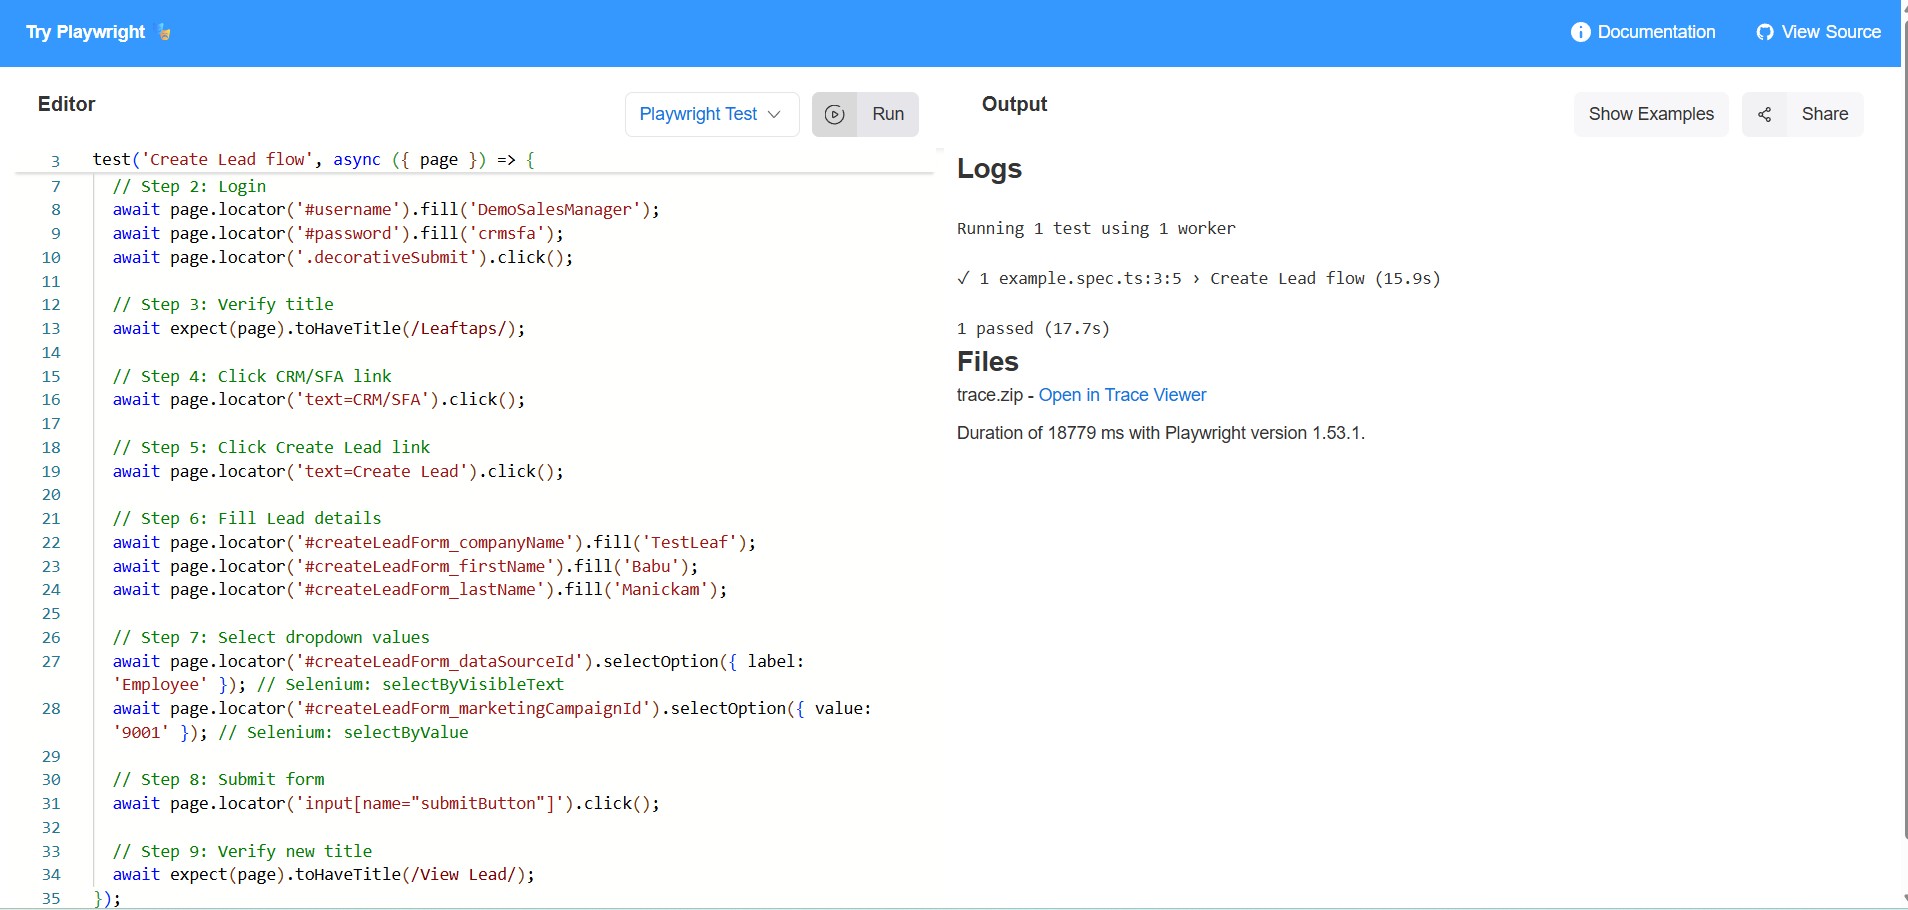 Try Playwright
Documentation
View Source
Editor
Playwright Test
Run
Output
Show Examples
Share
3 test('Create Lead flow', async ({ page }) => {
7 // Step 2: Login
8 await page.locator('#username').fill('DemoSalesManager');
9 await page.locator('#password').fill('crmsfa');
10 await page.locator('.decorativeSubmit').click();
11
12 // Step 3: Verify title
13 await expect(page).toHaveTitle(/Leaftaps/);
14
15 // Step 4: Click CRM/SFA link
16 await page.locator('text=CRM/SFA').click();
17
18 // Step 5: Click Create Lead link
19 await page.locator('text=Create Lead').click();
20
21 // Step 6: Fill Lead details
22 await page.locator('#createLeadForm_companyName').fill('TestLeaf');
23 await page.locator('#createLeadForm_firstName').fill('Babu');
24 await page.locator('#createLeadForm_lastName').fill('Manickam');
25
26 // Step 7: Select dropdown values
27 await page.locator('#createLeadForm_dataSourceId').selectOption({ label:
'Employee' }); // Selenium: selectByVisibleText
28 await page.locator('#createLeadForm_marketingCampaignId').selectOption({ value:
'9001' }); // Selenium: selectByValue
29
30 // Step 8: Submit form
31 await page.locator('input[name="submitButton"]').click();
32
33 // Step 9: Verify new title
34 await expect(page).toHaveTitle(/View Lead/);
35 });
Logs
Running 1 test using 1 worker
✓ 1 example.spec.ts:3:5 › Create Lead flow (15.9s)
1 passed (17.7s)
Files
trace.zip - Open in Trace Viewer
Duration of 18779 ms with Playwright version 1.53.1.